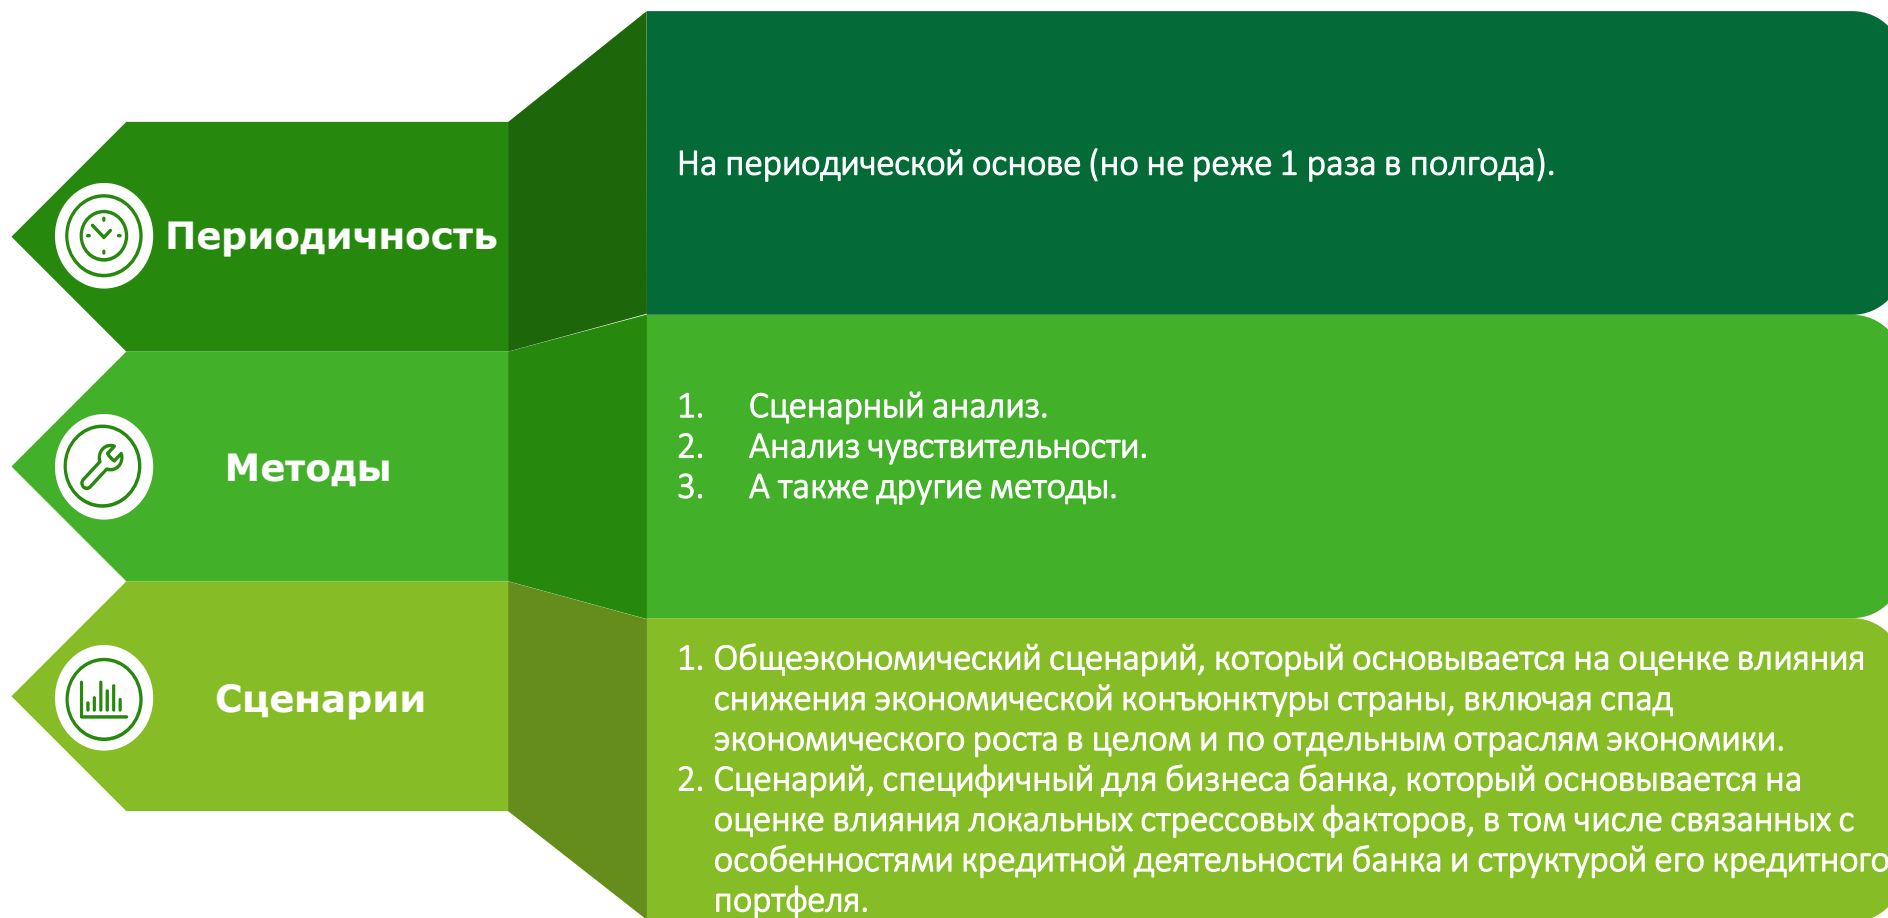 Периодичность
На периодической основе (но не реже 1 раза в полгода).
Методы
1. Сценарный анализ.
2. Анализ чувствительности.
3. А также другие методы.
Сценарии
1. Общеэкономический сценарий, который основывается на оценке влияния
снижения экономической конъюнктуры страны, включая спад
экономического роста в целом и по отдельным отраслям экономики.
2. Сценарий, специфичный для бизнеса банка, который основывается на
оценке влияния локальных стрессовых факторов, в том числе связанных с
особенностями кредитной деятельности банка и структурой его кредитного
портфеля.